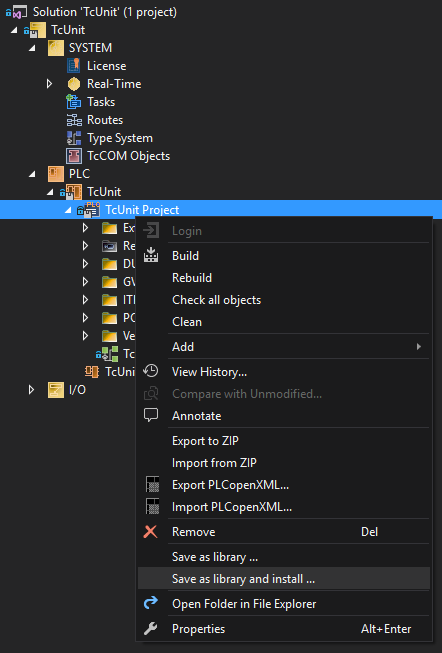 Solution 'TcUnit' (1 project)
TcUnit
SYSTEM
License
Real-Time
Tasks
Routes
Type System
TcCOM Objects
PLC
TcUnit
TcUnit Project
Ex
Re
DU
GV
ITF
PO
Ve
Tc
TcUni
I/O
Login
Build
Rebuild
Check all objects
Clean
Add
View History...
Compare with Unmodified...
Annotate
Export to ZIP
Import from ZIP
Export PLCopenXML...
Import PLCopenXML...
Remove Del
Save as library ...
Save as library and install ...
Open Folder in File Explorer
Properties Alt+Enter